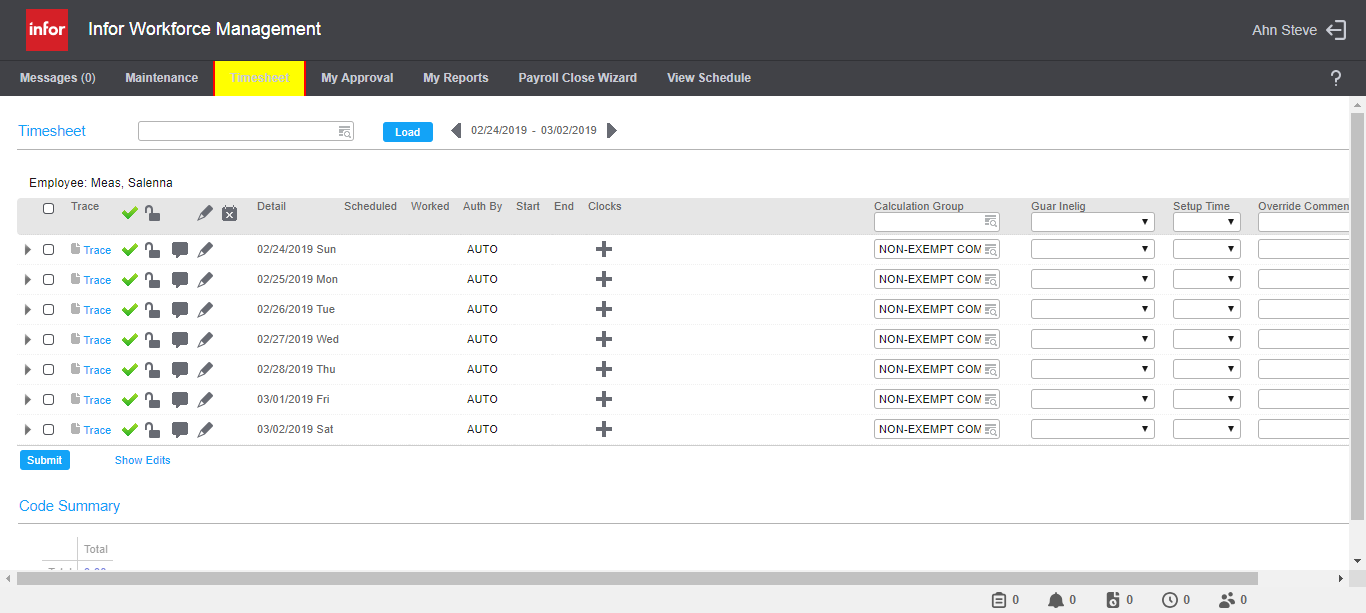 infor Infor Workforce Management Ahn Steve
Messages (0) Maintenance Timesheet My Approval My Reports Payroll Close Wizard View Schedule ?
Timesheet Load 02/24/2019 - 03/02/2019
Employee: Meas, Salenna
Trace Detail Scheduled Worked Auth By Start End Clocks Calculation Group Guar Inelig Setup Time Override Commen
Trace 02/24/2019 Sun AUTO NON-EXEMPT COM
Trace 02/25/2019 Mon AUTO NON-EXEMPT COM
Trace 02/26/2019 Tue AUTO NON-EXEMPT COM
Trace 02/27/2019 Wed AUTO NON-EXEMPT COM
Trace 02/28/2019 Thu AUTO NON-EXEMPT COM
Trace 03/01/2019 Fri AUTO NON-EXEMPT COM
Trace 03/02/2019 Sat AUTO NON-EXEMPT COM
Submit Show Edits
Code Summary
Total
0 0 0 0 0